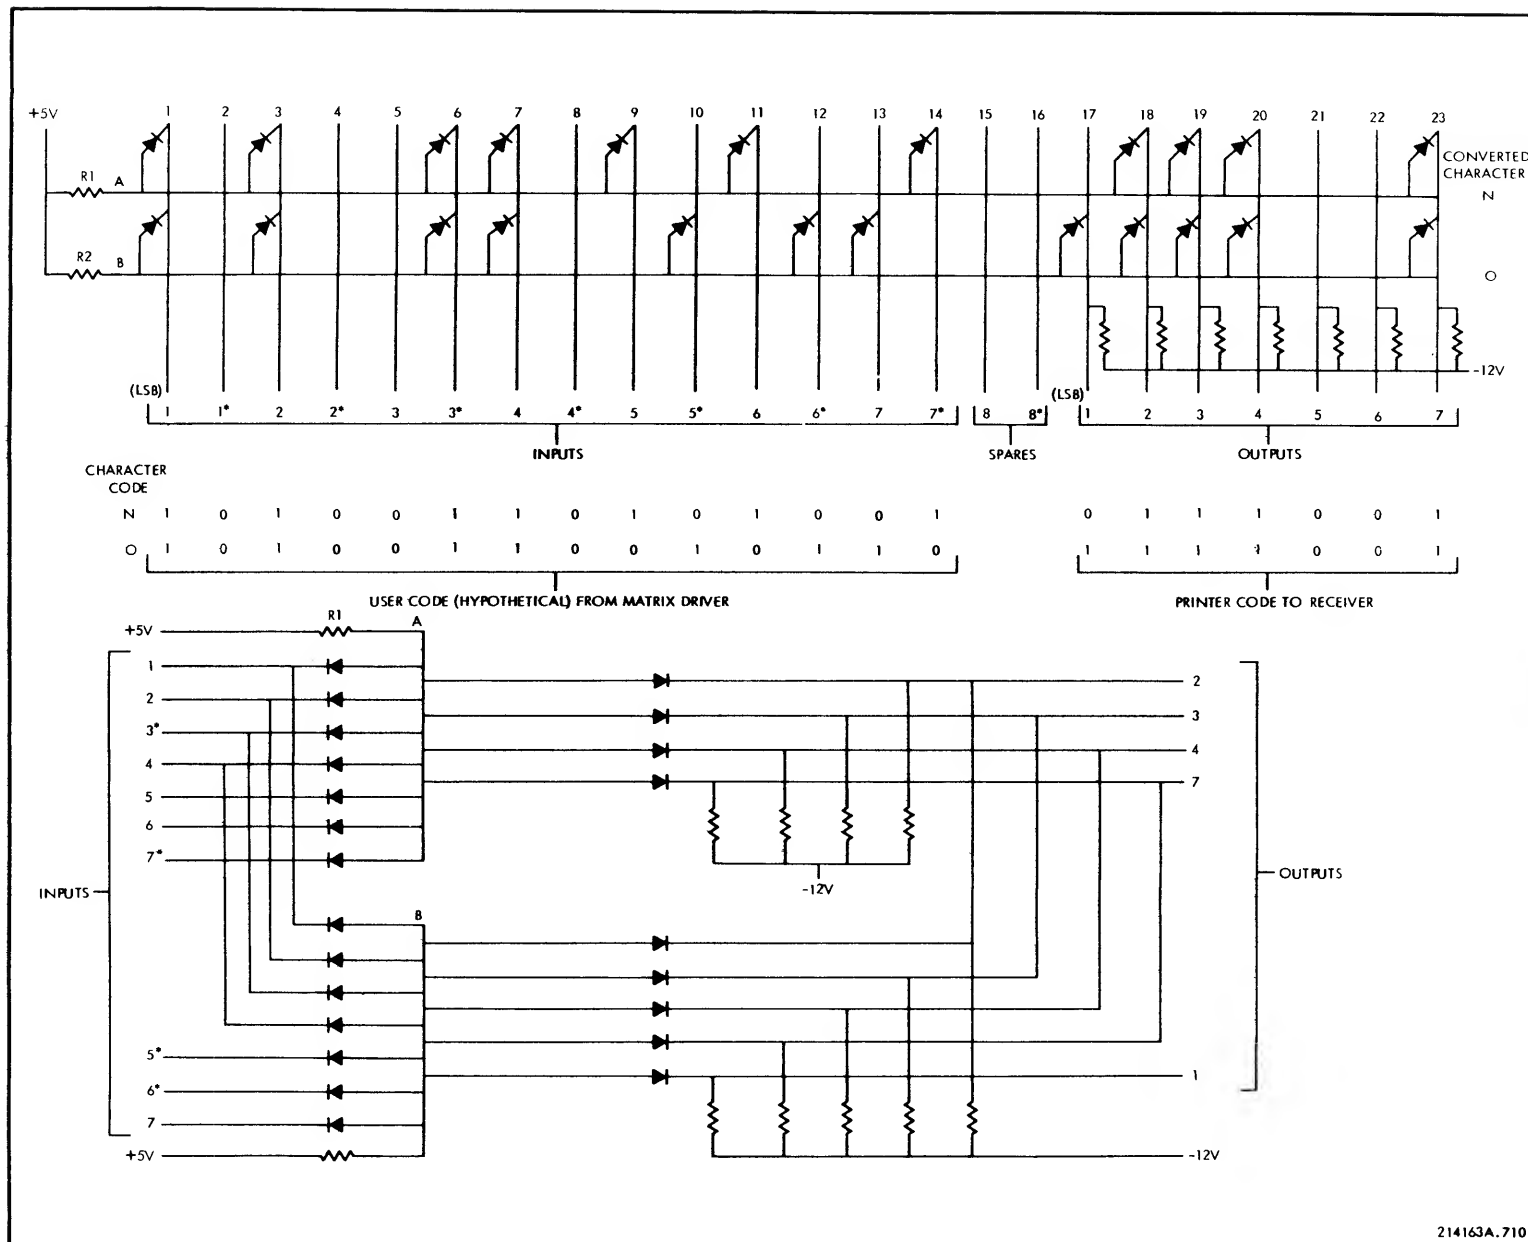 +5V 1 2 3 4 5 6 7 8 9 10 11 12 13 14 15 16 17 18 19 20 21 22 23
CONVERTED
CHARACTER
R1 A N
R2 B O
-12V
(LSB) (LSB)
1 1* 2 2* 3 3* 4 4* 5 5* 6 6* 7 7* 8 8* 1 2 3 4 5 6 7
INPUTS SPARES OUTPUTS
CHARACTER
CODE
N 1 0 1 0 0 1 1 0 1 0 1 0 0 1 0 1 1 1 0 0 1
O 1 0 1 0 0 1 1 0 0 1 0 1 1 0 1 1 1 1 0 0 1
USER CODE (HYPOTHETICAL) FROM MATRIX DRIVER PRINTER CODE TO RECEIVER
+5V R1 A
1
2 2
3* 3
4 4
5 7
6
7*
-12V
INPUTS OUTPUTS
B
5*
6* 1
7
+5V -12V
214163A.710